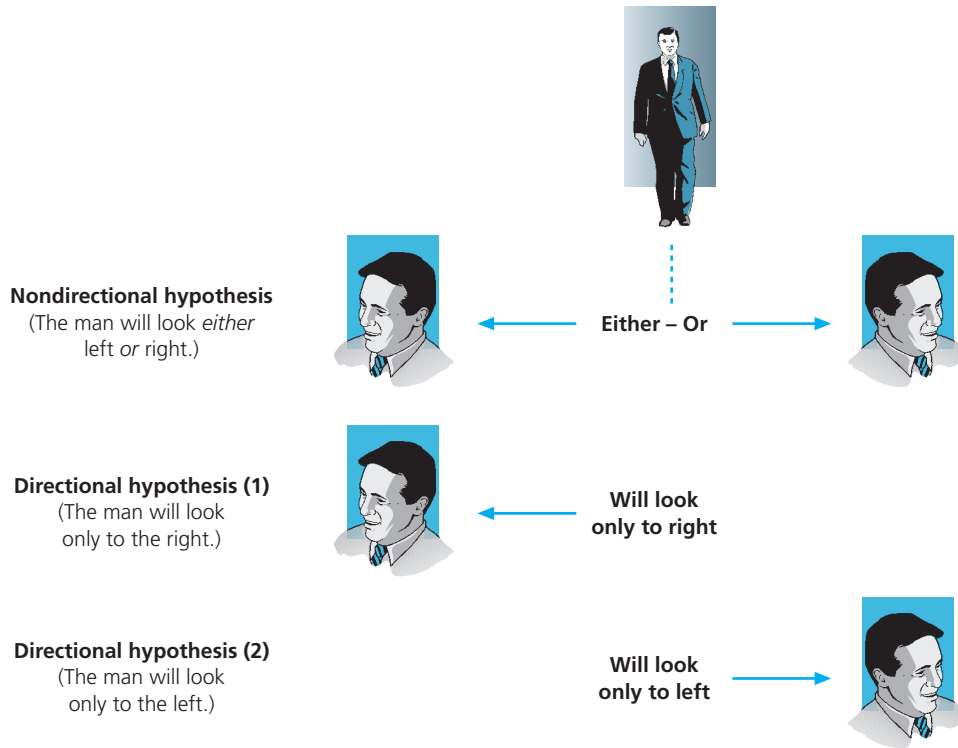 Nondirectional hypothesis
(The man will look either
left or right.)
Either – Or
Directional hypothesis (1)
(The man will look
only to the right.)
Will look
only to right
Directional hypothesis (2)
(The man will look
only to the left.)
Will look
only to left